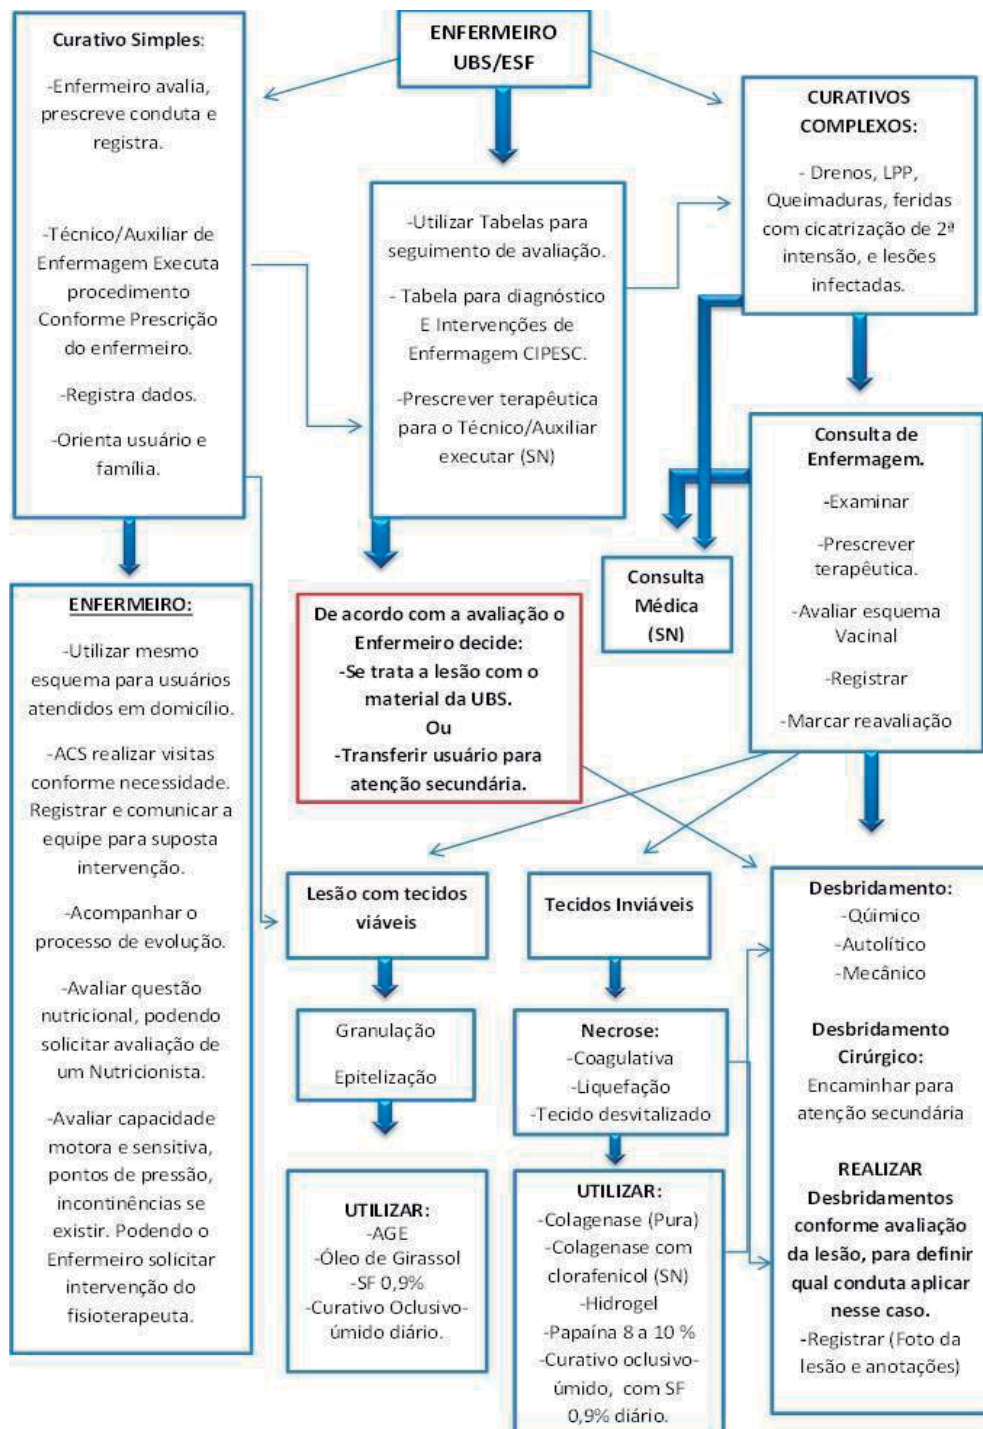 ENFERMEIRO
UBS/ESF
Curativo Simples:
-Enfermeiro avalia,
prescreve conduta e
registra.
-Técnico/Auxiliar de
Enfermagem Executa
procedimento
Conforme Prescrição
do enfermeiro.
-Registra dados.
-Orienta usuário e
família.
-Utilizar Tabelas para
seguimento de avaliação.
- Tabela para diagnóstico
E Intervenções de
Enfermagem CIPESC.
-Prescrever terapêutica
para o Técnico/Auxiliar
executar (SN)
CURATIVOS
COMPLEXOS:
- Drenos, LPP,
Queimaduras, feridas
com cicatrização de 2ª
intensão, e lesões
infectadas.
Consulta de
Enfermagem.
-Examinar
-Prescrever
terapêutica.
-Avaliar esquema
Vacinal
-Registrar
-Marcar reavaliação
Consulta
Médica
(SN)
De acordo com a avaliação o
Enfermeiro decide:
-Se trata a lesão com o
material da UBS.
Ou
-Transferir usuário para
atenção secundária.
ENFERMEIRO:
-Utilizar mesmo
esquema para usuários
atendidos em domicílio.
-ACS realizar visitas
conforme necessidade.
Registrar e comunicar a
equipe para suposta
intervenção.
-Acompanhar o
processo de evolução.
-Avaliar questão
nutricional, podendo
solicitar avaliação de
um Nutricionista.
-Avaliar capacidade
motora e sensitiva,
pontos de pressão,
incontinências se
existir. Podendo o
Enfermeiro solicitar
intervenção do
fisioterapeuta.
Lesão com tecidos
viáveis
Granulação
Epitelização
UTILIZAR:
-AGE
-Óleo de Girassol
-SF 0,9%
-Curativo Oclusivo-
úmido diário.
Tecidos Inviáveis
Necrose:
-Coagulativa
-Liquefação
-Tecido desvitalizado
UTILIZAR:
-Colagenase (Pura)
-Colagenase com
clorafenicol (SN)
-Hidrogel
-Papaína 8 a 10 %
-Curativo oclusivo-
úmido, com SF
0,9% diário.
Desbridamento:
-Qúimico
-Autolítico
-Mecânico
Desbridamento
Cirúrgico:
Encaminhar para
atenção secundária
REALIZAR
Desbridamentos
conforme avaliação
da lesão, para definir
qual conduta aplicar
nesse caso.
-Registrar (Foto da
lesão e anotações)